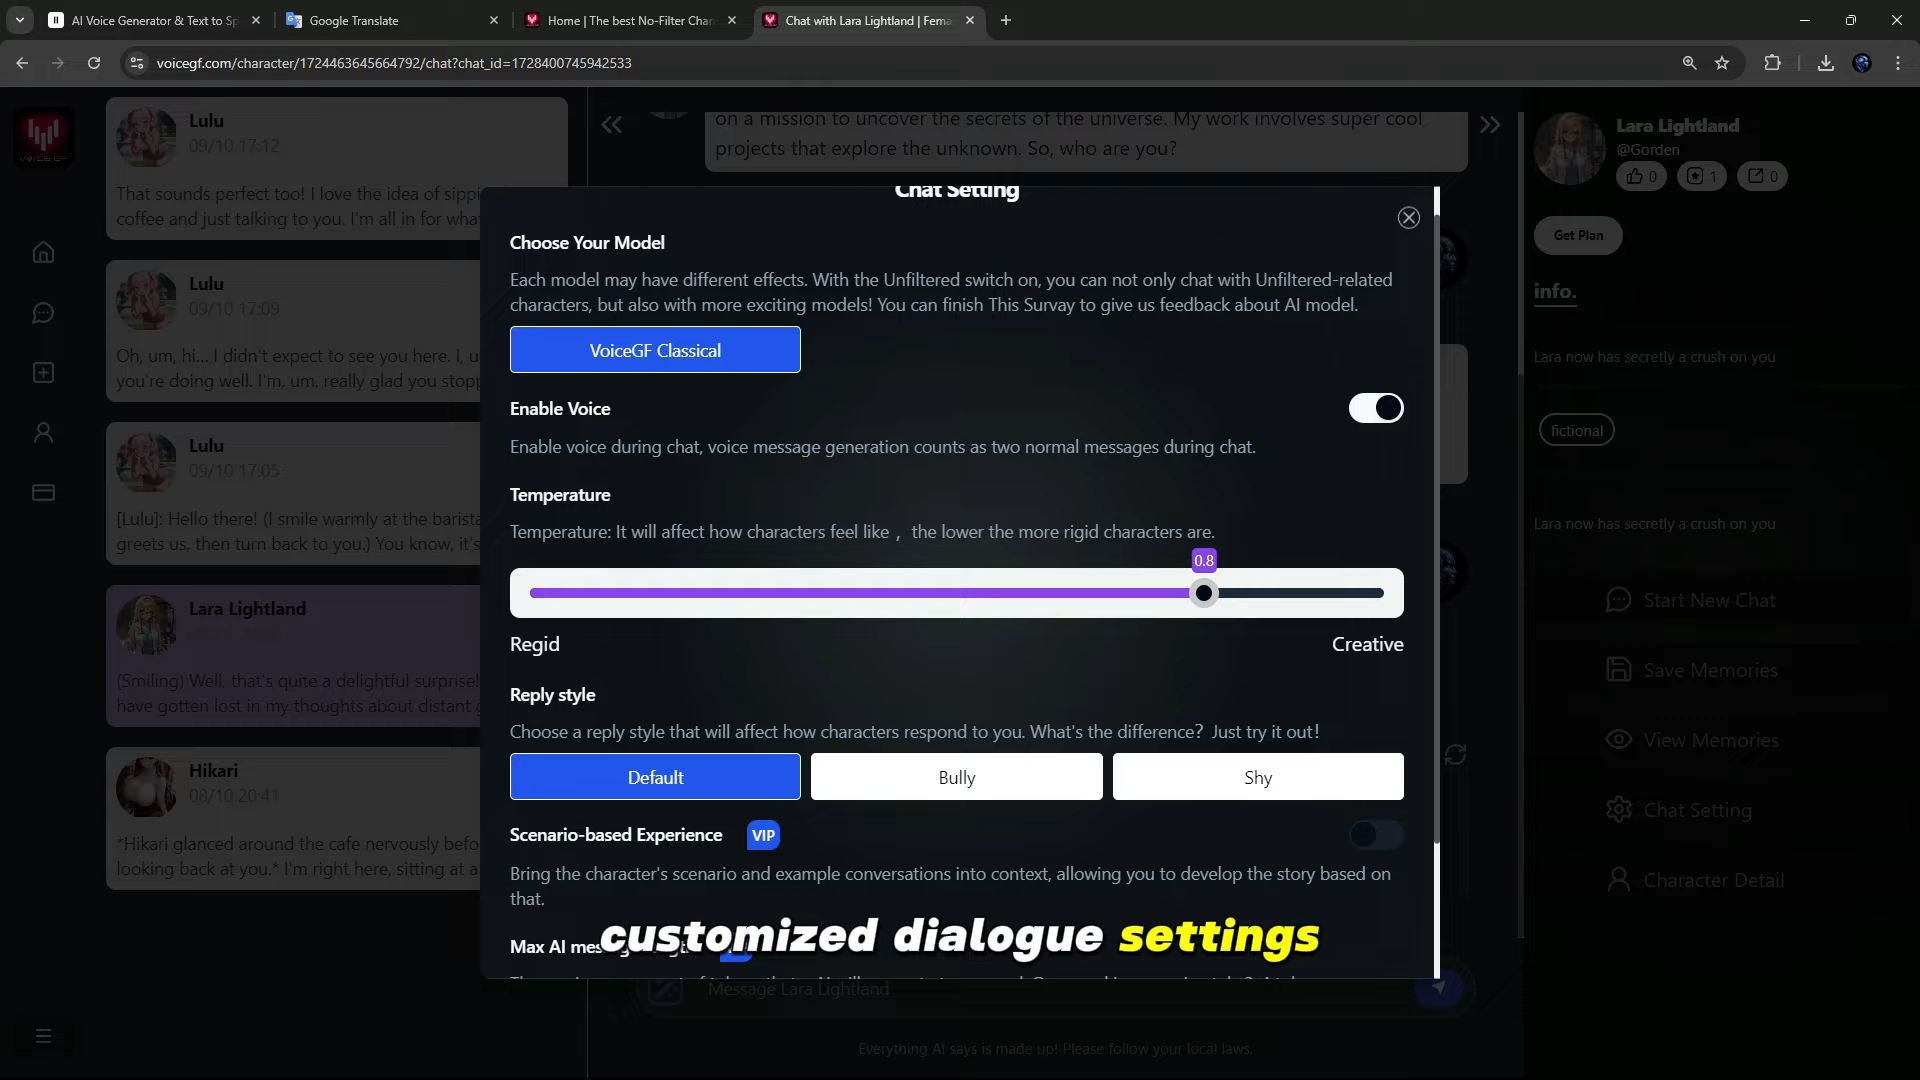 AI Voice Generator & Text to Sp
Google Translate
Home | The best No-Filter Char
Chat with Lara Lightland | Fema
voicegf.com/character/1724463645664792/chat?chat_id=1728400745942533
VOICE GF
Lulu
09/10 17:12
That sounds perfect too! I love the idea of sippi
coffee and just talking to you. I'm all in for wha
Lulu
09/10 17:09
Oh, um, hi... I didn't expect to see you here. I, u
you're doing well. I'm, um, really glad you stopp
Lulu
09/10 17:05
[Lulu]: Hello there! (I smile warmly at the barista
greets us, then turn back to you.) You know, it's
Lara Lightland
(Smiling) Well, that's quite a delightful surprise!
have gotten lost in my thoughts about distant g
Hikari
08/10 20:41
*Hikari glanced around the cafe nervously befo
looking back at you.* I'm right here, sitting at a
on a mission to uncover the secrets of the universe. My work involves super cool
projects that explore the unknown. So, who are you?
Chat Setting
Choose Your Model
Each model may have different effects. With the Unfiltered switch on, you can not only chat with Unfiltered-related
characters, but also with more exciting models! You can finish This Survay to give us feedback about AI model.
VoiceGF Classical
Enable Voice
Enable voice during chat, voice message generation counts as two normal messages during chat.
Temperature
Temperature: It will affect how characters feel like， the lower the more rigid characters are.
0.8
Regid Creative
Reply style
Choose a reply style that will affect how characters respond to you. What's the difference? Just try it out!
Default Bully Shy
Scenario-based Experience VIP
Bring the character's scenario and example conversations into context, allowing you to develop the story based on
that.
Max AI
customized dialogue settings
Message Lara Lightland
Everything AI says is made up! Please follow your local laws.
Lara Lightland
@Gorden
0 1 0
Get Plan
info.
Lara now has secretly a crush on you
fictional
Lara now has secretly a crush on you
Start New Chat
Save Memories
View Memories
Chat Setting
Character Detail